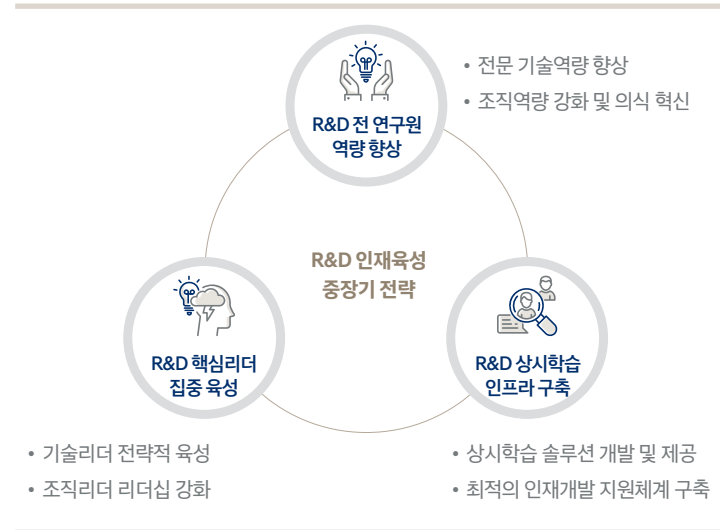 • 전문 기술역량 향상
• 조직역량 강화 및 의식 혁신
R&D 전 연구원
역량 향상
R&D 인재육성
중장기 전략
R&D 핵심리더
집중 육성
R&D 상시학습
인프라 구축
• 기술리더 전략적 육성
• 조직리더 리더십 강화
• 상시학습 솔루션 개발 및 제공
• 최적의 인재개발 지원체계 구축